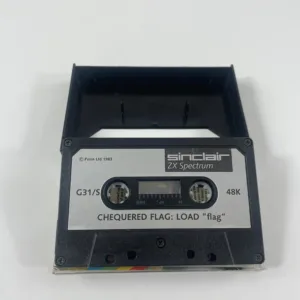 sinclair
© Psion Ltd 1983
ZX Spectrum
G31/S
48K
CHEQUERED FLAG: LOAD "flag"